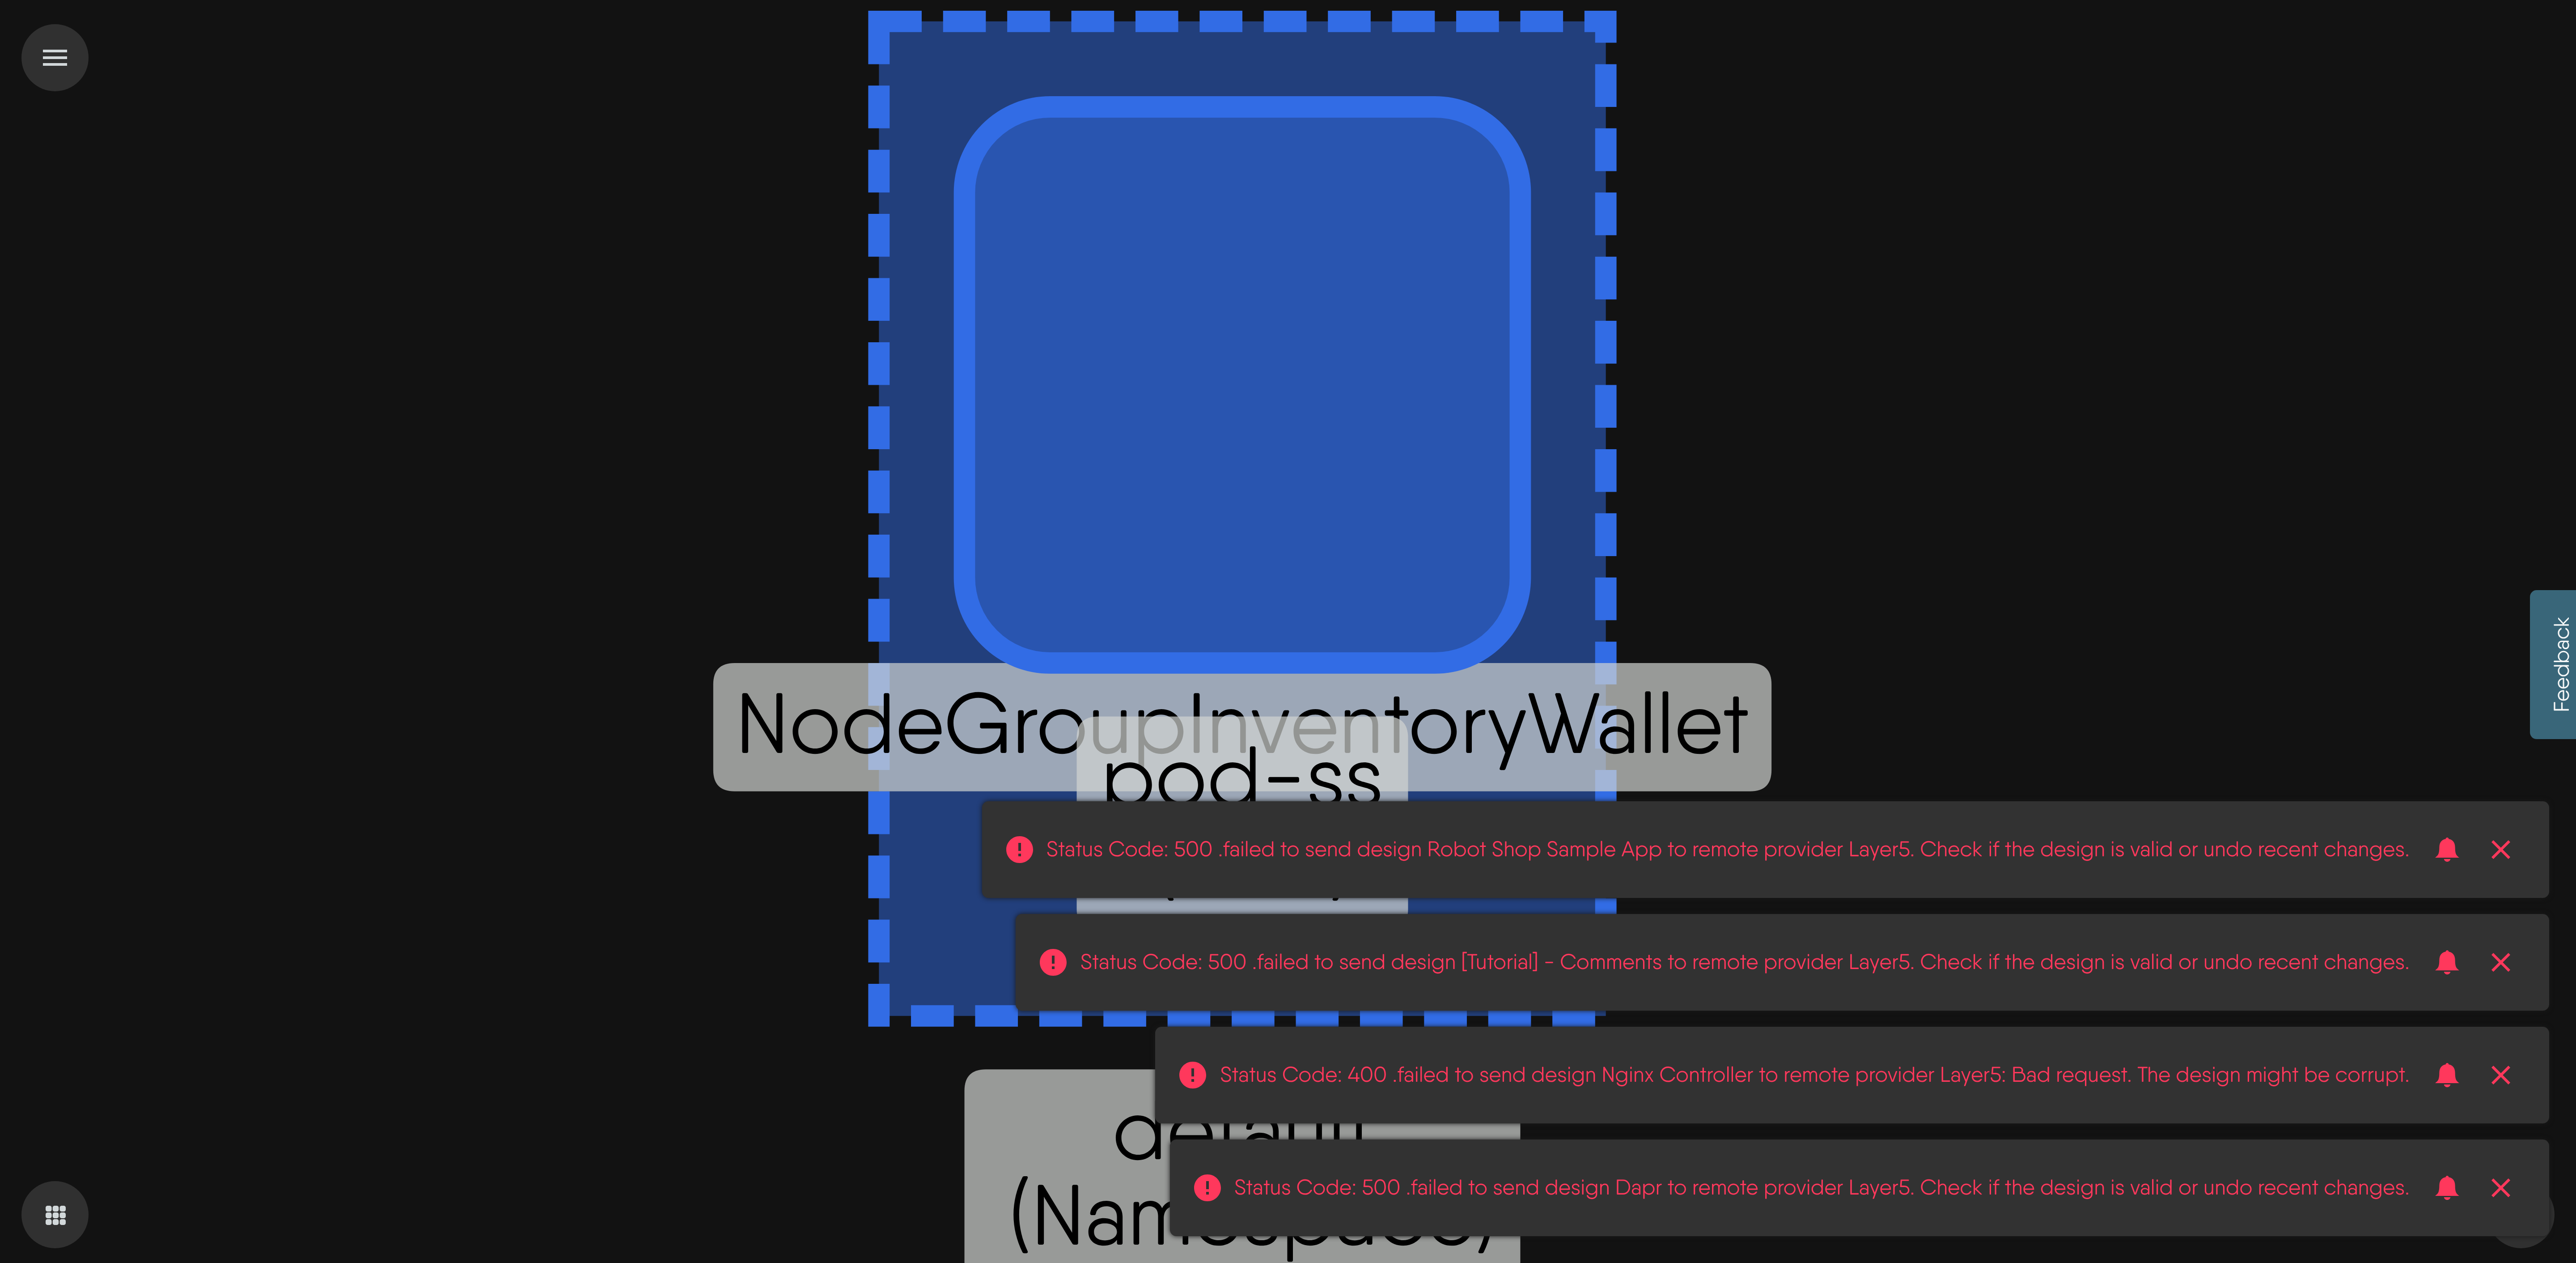 NodeGroupInventoryWallet
pod-ss
Status Code: 500 .failed to send design Robot Shop Sample App to remote provider Layer5. Check if the design is valid or undo recent changes.
Status Code: 500 .failed to send design [Tutorial] - Comments to remote provider Layer5. Check if the design is valid or undo recent changes.
Status Code: 400 .failed to send design Nginx Controller to remote provider Layer5: Bad request. The design might be corrupt.
default
Status Code: 500 .failed to send design Dapr to remote provider Layer5. Check if the design is valid or undo recent changes.
(Namespace)
Feedback